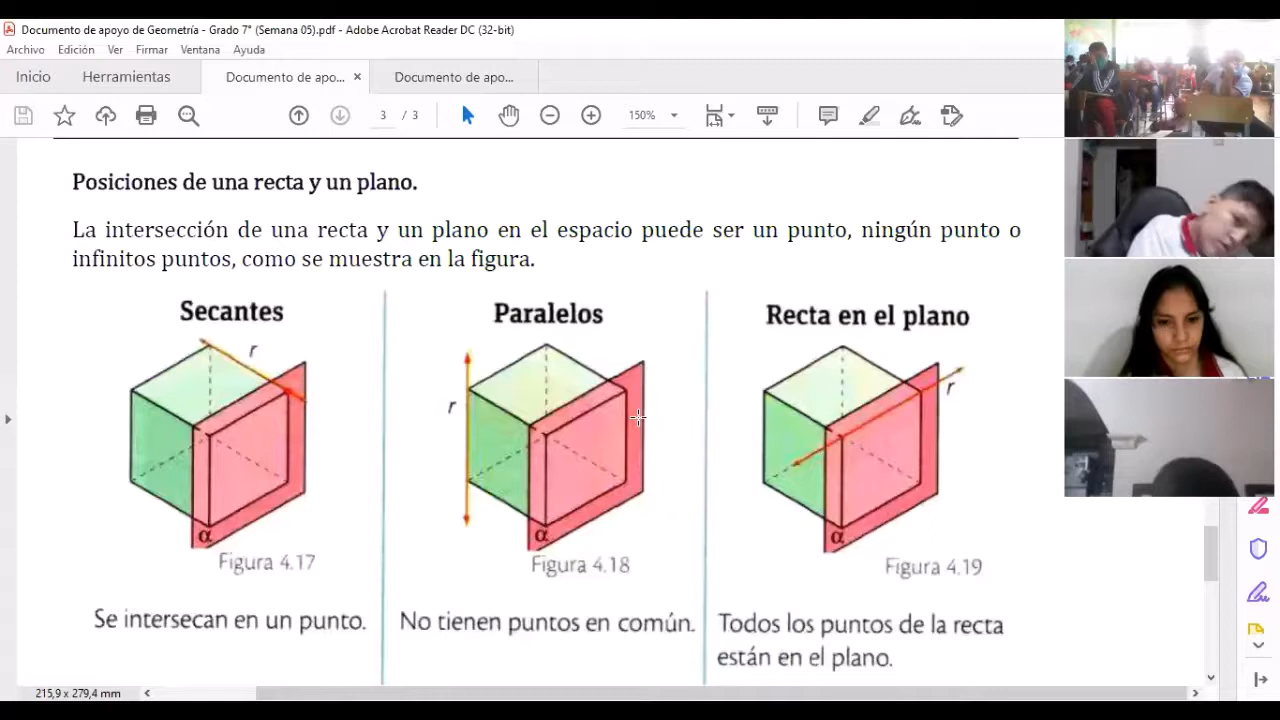 Documento de apoyo de Geometría - Grado 7° (Semana 05).pdf - Adobe Acrobat Reader DC (32-bit)
Archivo Edición Ver Firmar Ventana Ayuda
Inicio Herramientas Documento de apo... × Documento de apo...
3 / 3 150%
Posiciones de una recta y un plano.
La intersección de una recta y un plano en el espacio puede ser un punto, ningún punto o
infinitos puntos, como se muestra en la figura.
Secantes
r
α
Figura 4.17
Se intersecan en un punto.
Paralelos
r
α
Figura 4.18
No tienen puntos en común.
Recta en el plano
r
α
Figura 4.19
Todos los puntos de la recta
están en el plano.
215,9 x 279,4 mm